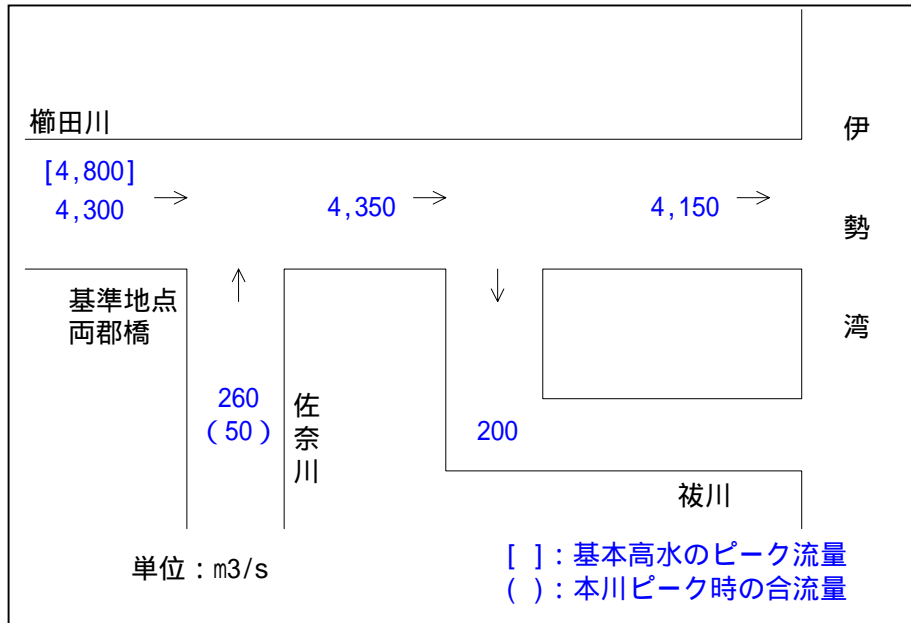 櫛田川
[4,800]
4,300
4,350
4,150
伊勢湾
基準地点
両郡橋
260
(50)
佐奈川
200
祓川
単位：m3/s
[ ]：基本高水のピーク流量
( )：本川ピーク時の合流量